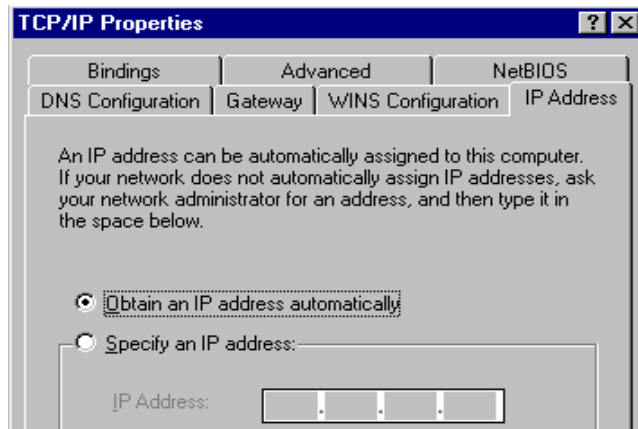 TCP/IP Properties
Bindings Advanced NetBIOS
DNS Configuration Gateway WINS Configuration IP Address
An IP address can be automatically assigned to this computer.
If your network does not automatically assign IP addresses, ask
your network administrator for an address, and then type it in
the space below.
Obtain an IP address automatically
Specify an IP address:
IP Address: